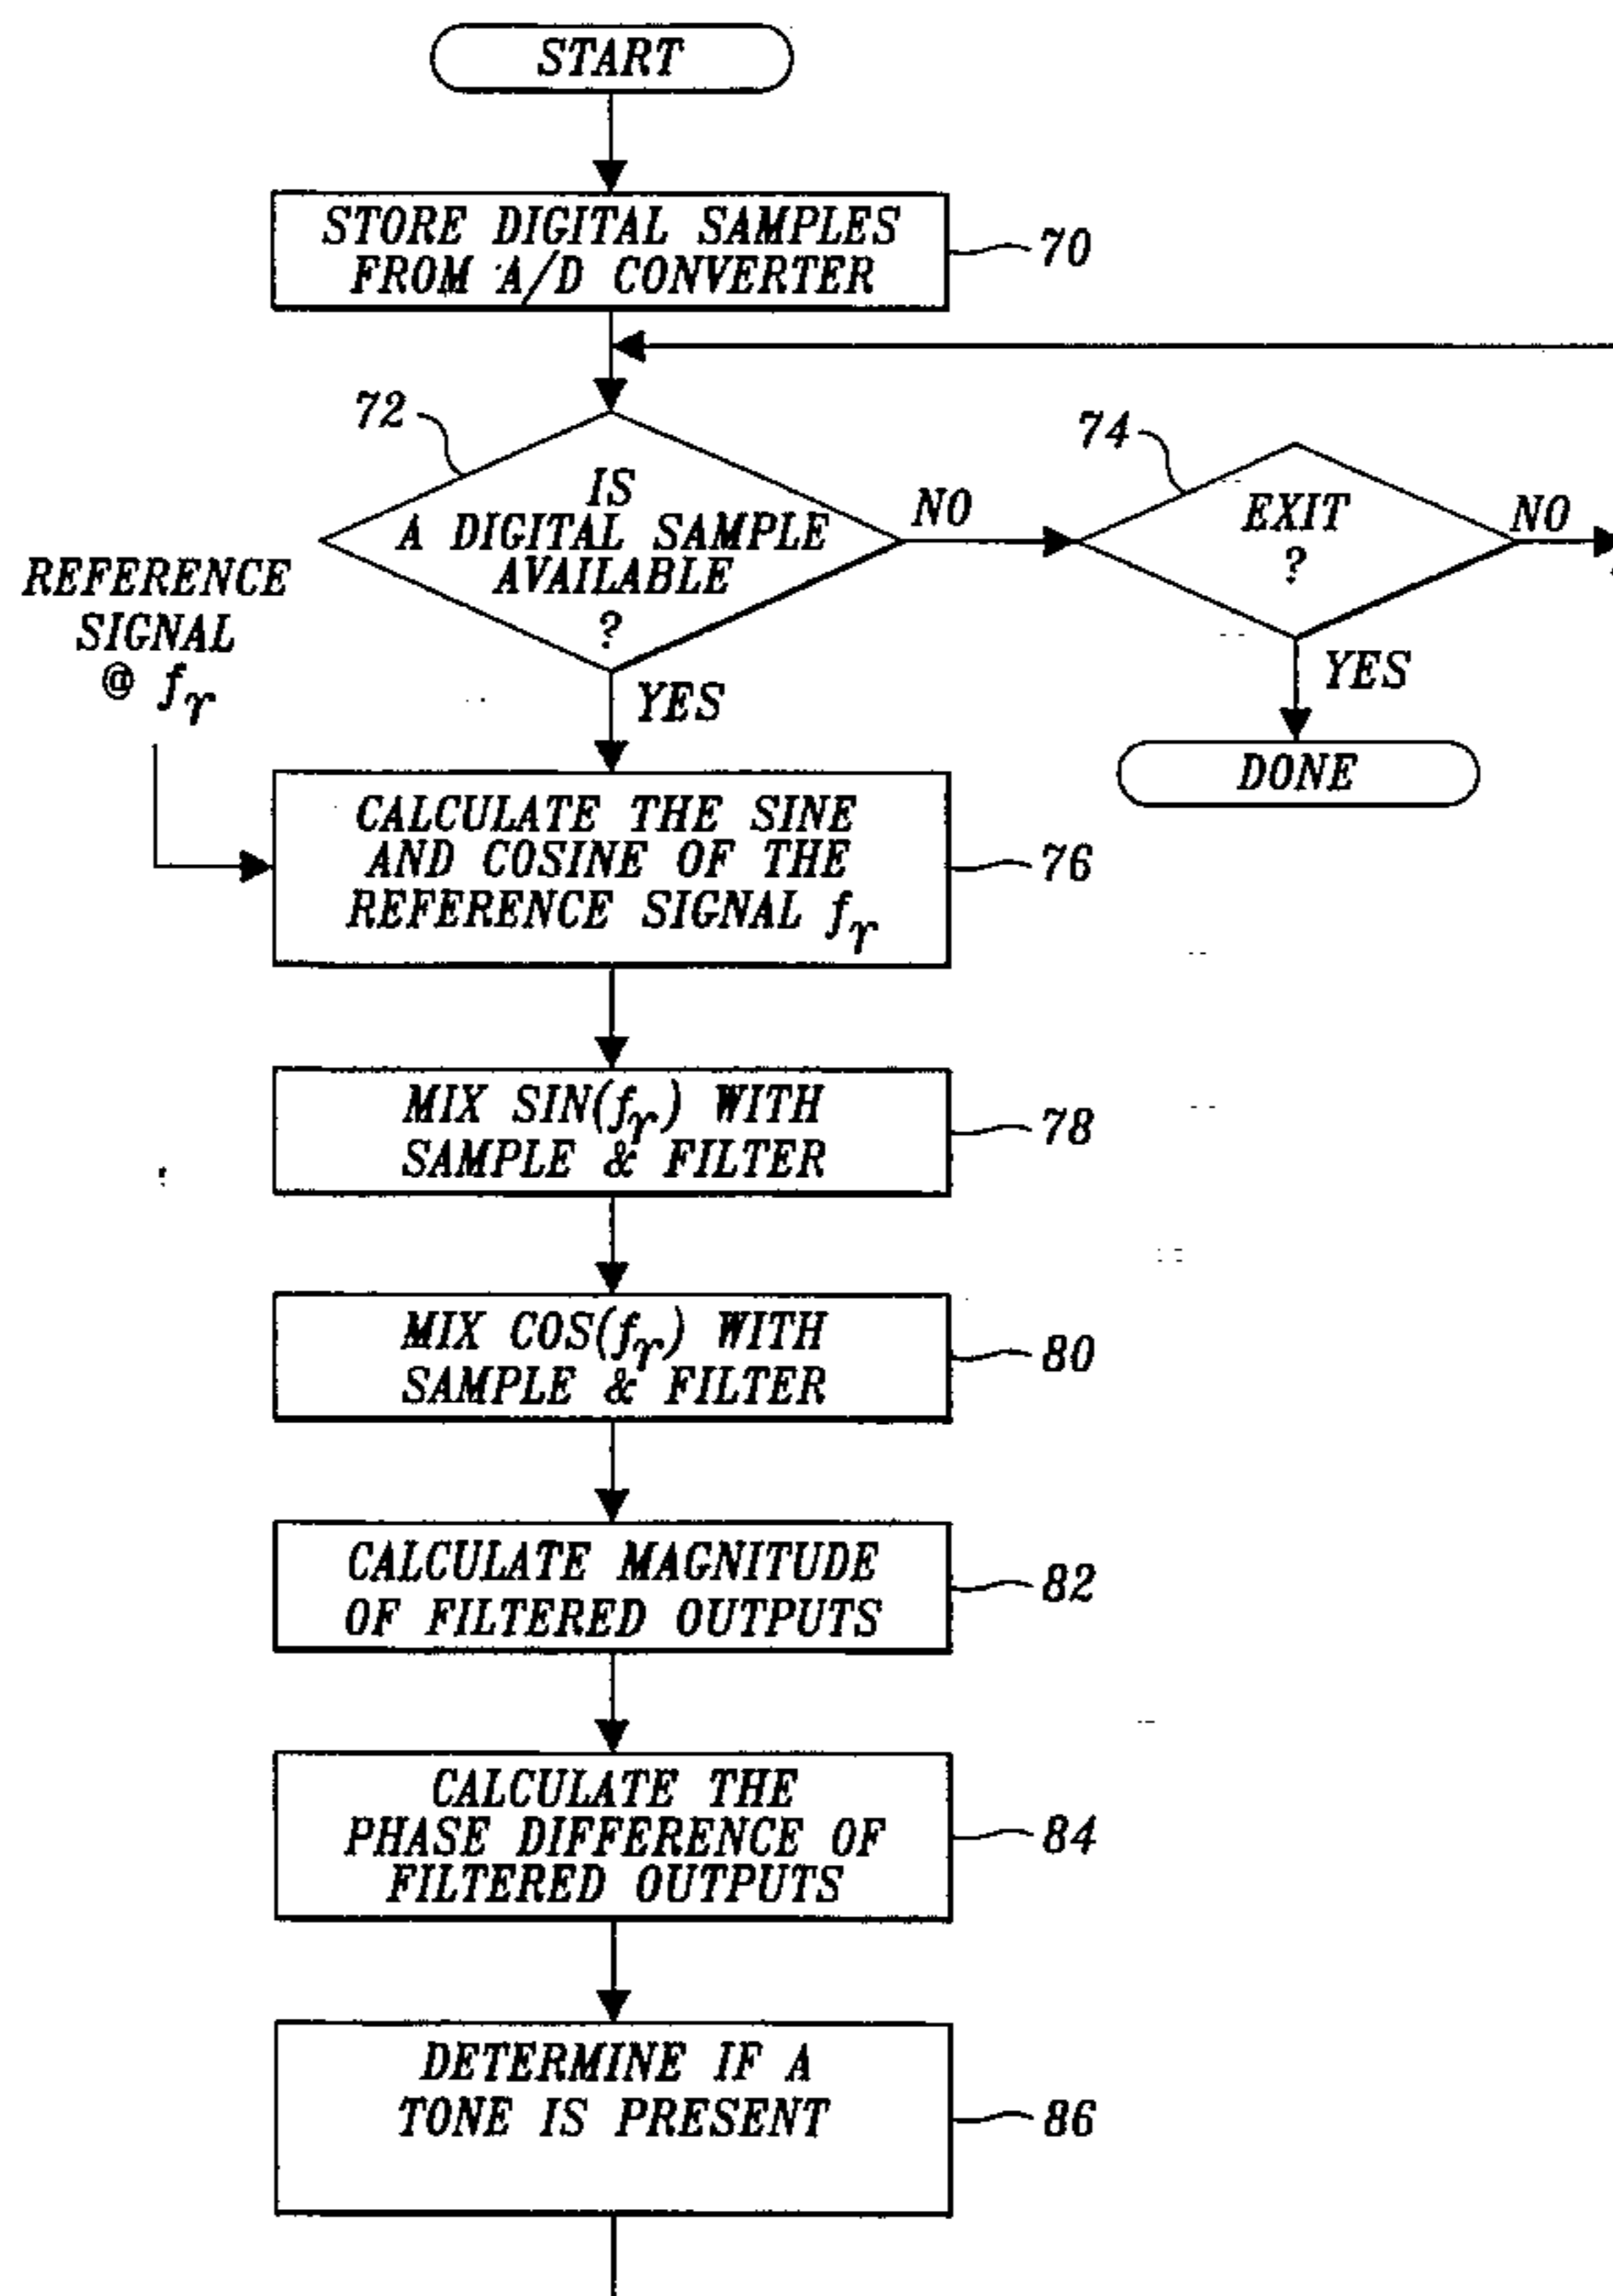 START
STORE DIGITAL SAMPLES
FROM A/D CONVERTER
70
72
IS
A DIGITAL SAMPLE
AVAILABLE
?
NO
74
EXIT
?
NO
YES
DONE
REFERENCE
SIGNAL
@ fr
YES
CALCULATE THE SINE
AND COSINE OF THE
REFERENCE SIGNAL fr
76
MIX SIN(fr) WITH
SAMPLE & FILTER
78
MIX COS(fr) WITH
SAMPLE & FILTER
80
CALCULATE MAGNITUDE
OF FILTERED OUTPUTS
82
CALCULATE THE
PHASE DIFFERENCE OF
FILTERED OUTPUTS
84
DETERMINE IF A
TONE IS PRESENT
86